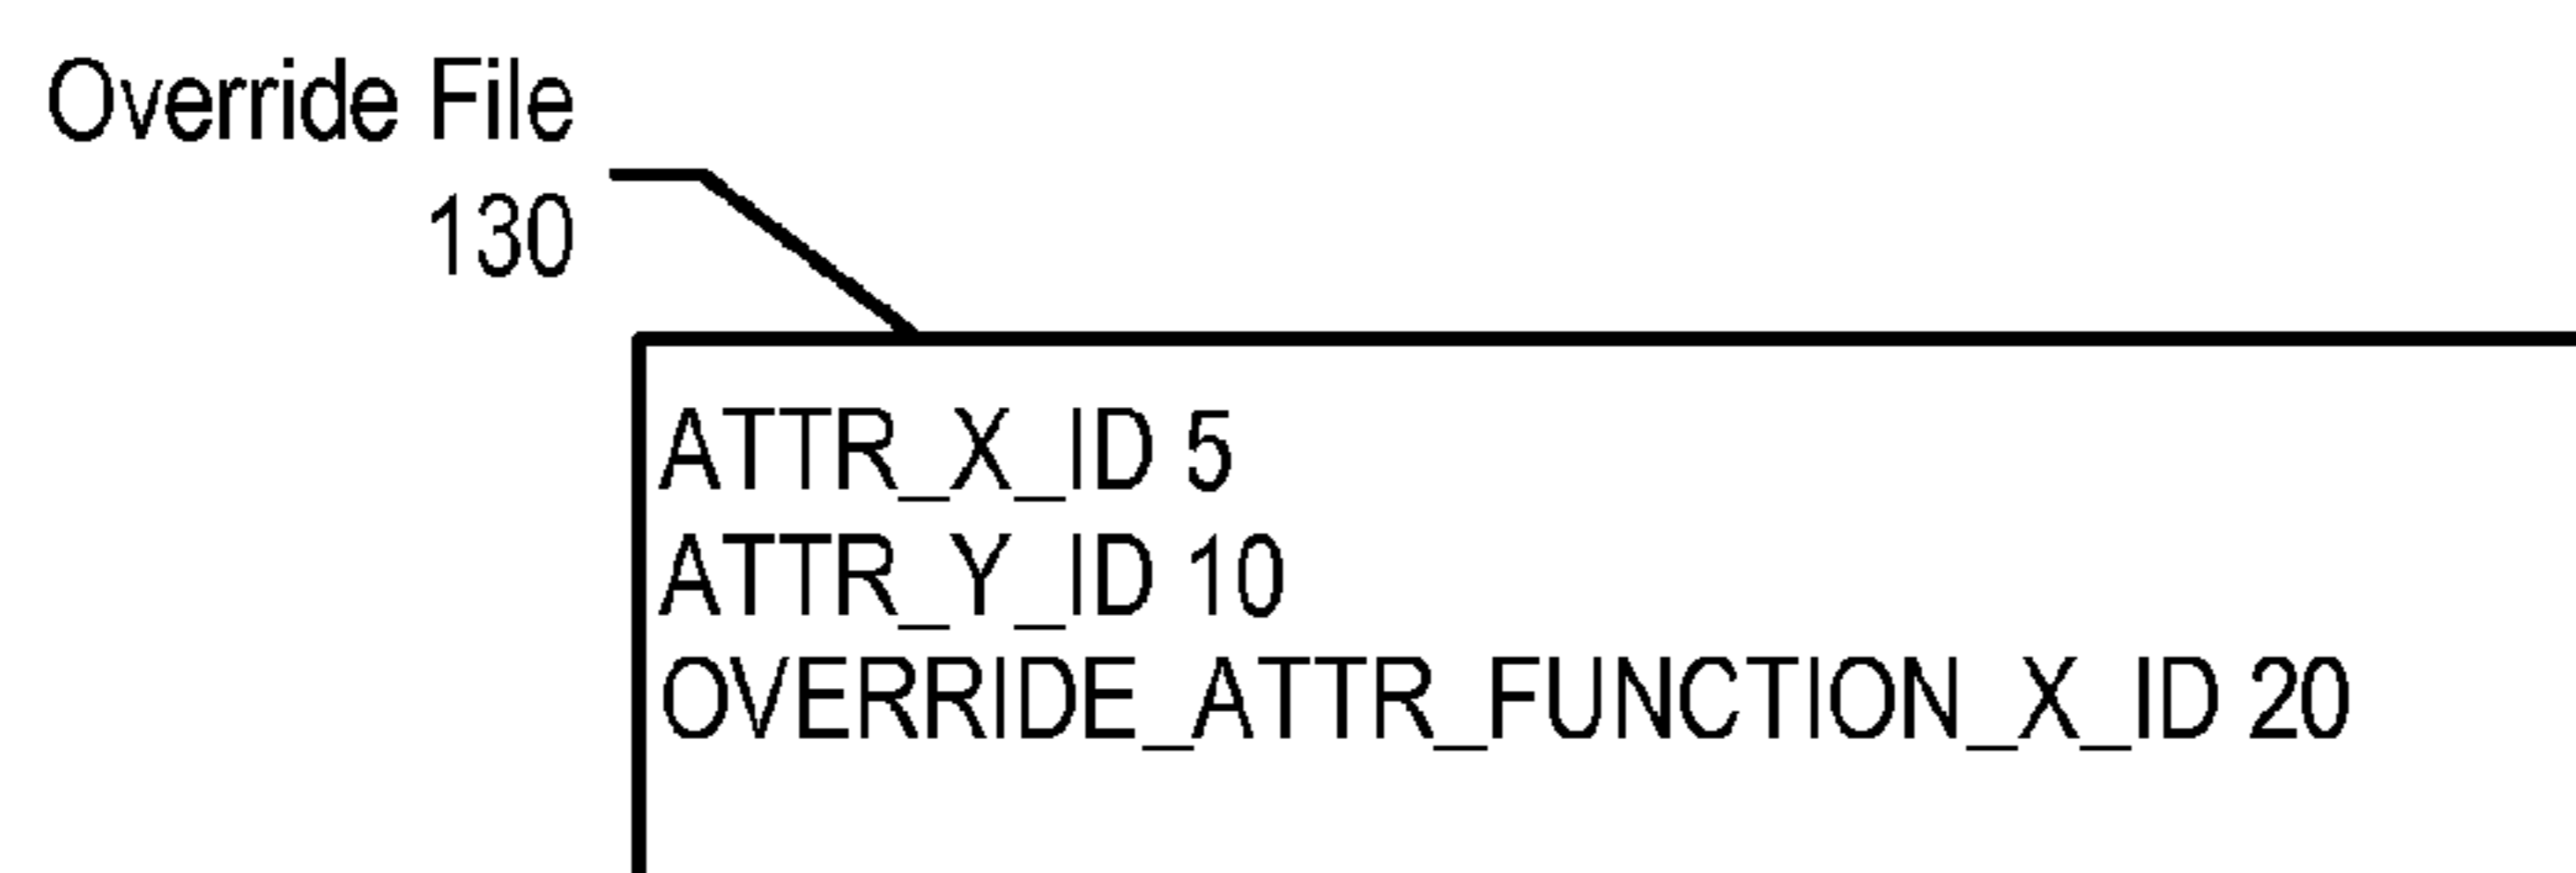 Override File
130
ATTR_X_ID 5
ATTR_Y_ID 10
OVERRIDE_ATTR_FUNCTION_X_ID 20